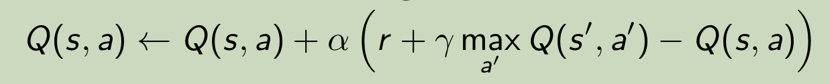 Q(s, a) ← Q(s, a) + α (r + γ max_{a′} Q(s′, a′) − Q(s, a))